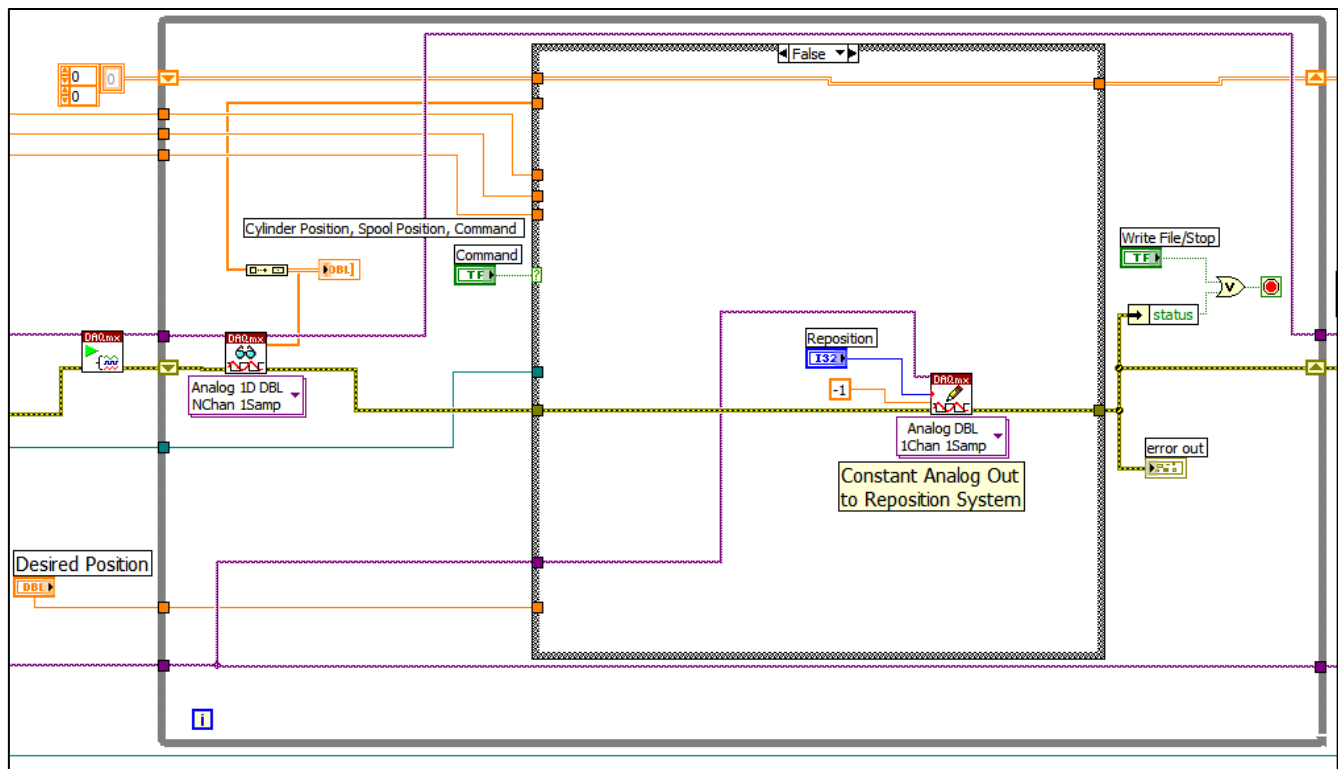 False
0
0
0
Cylinder Position, Spool Position, Command
DBL]
Command
TF
?
Write File/Stop
TF
V
status
DAQmx
DAQmx
Analog 1D DBL
NChan 1Samp
Reposition
I32
-1
DAQmx
Analog DBL
1Chan 1Samp
error out
Constant Analog Out
to Reposition System
Desired Position
DBL
i